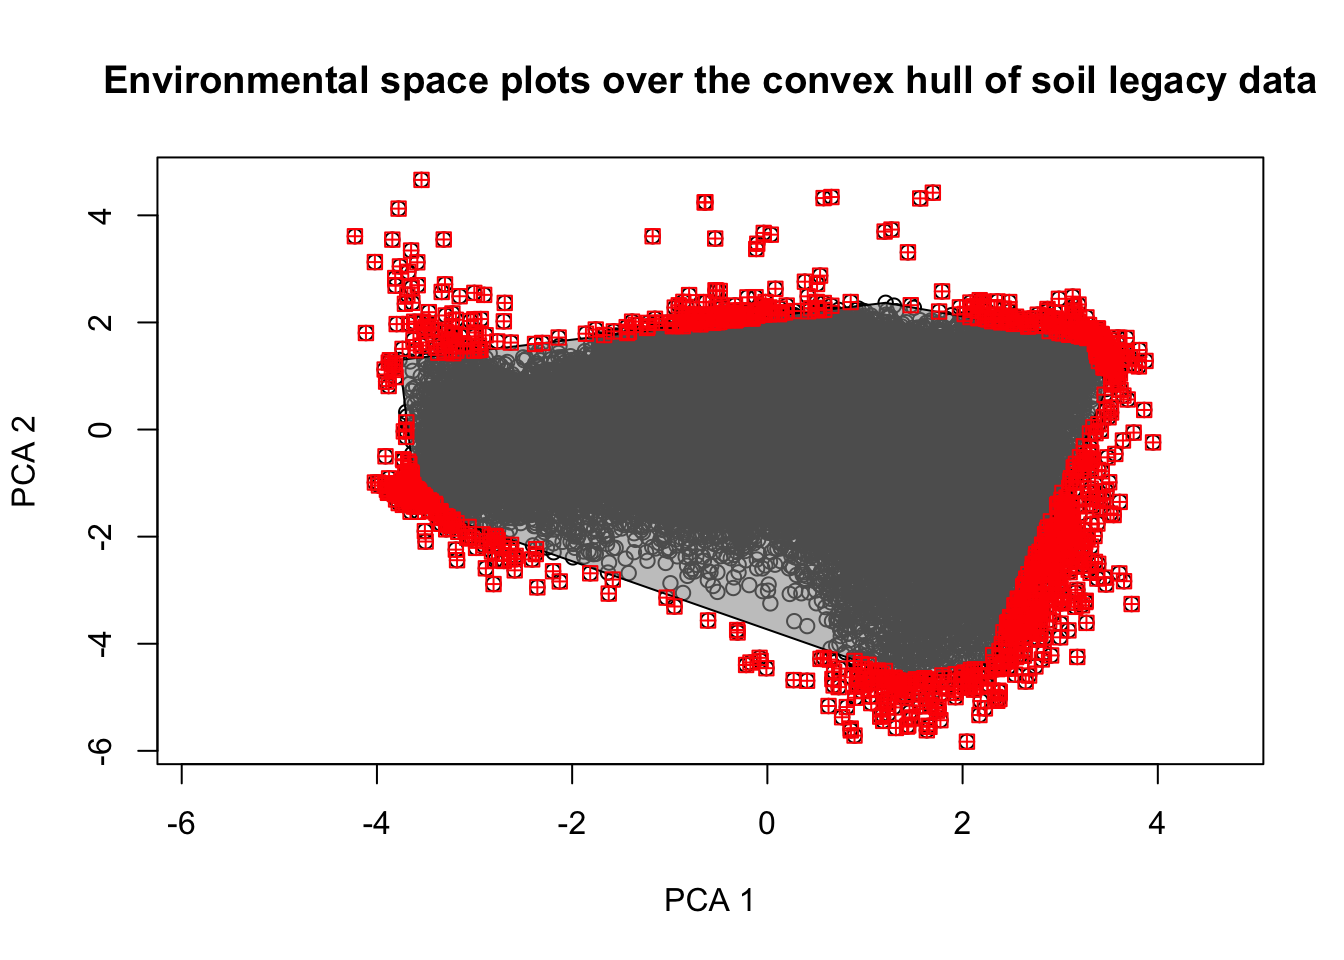 Environmental space plots over the convex hull of soil legacy data
4
2
0
-2
-4
-6
PCA 2
-6 -4 -2 0 2 4
PCA 1